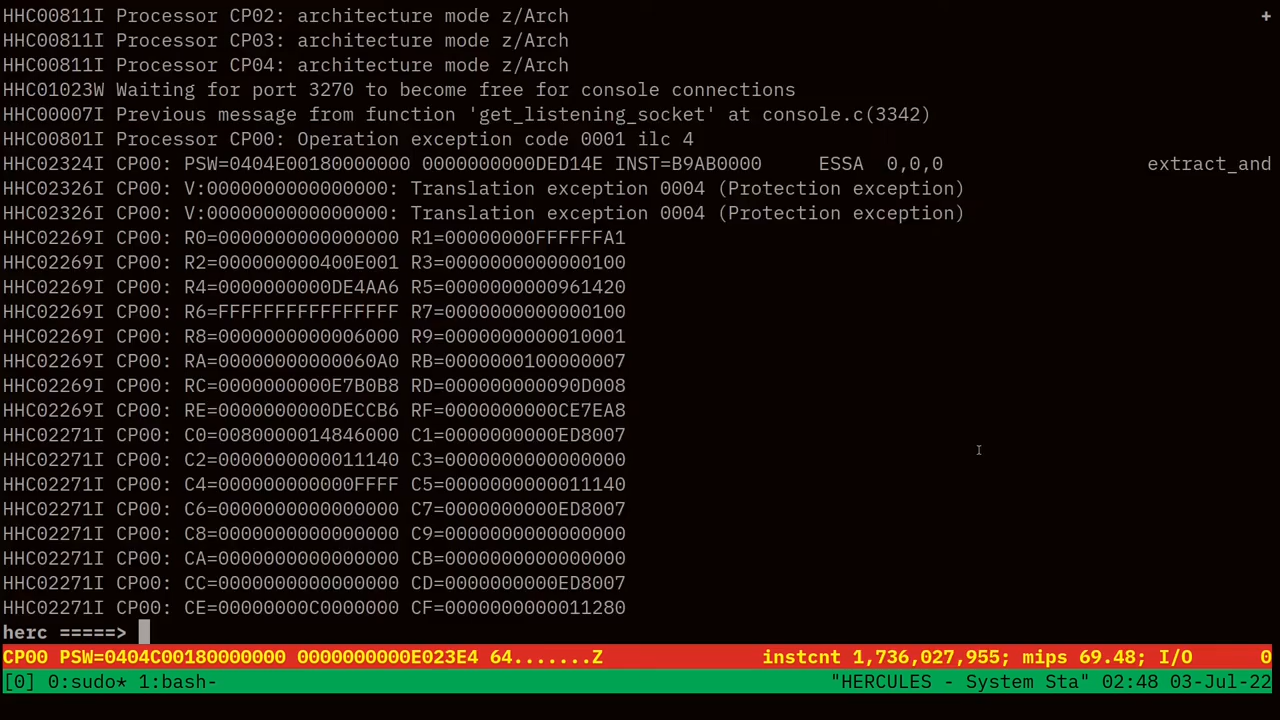 HHC00811I Processor CP02: architecture mode z/Arch +
HHC00811I Processor CP03: architecture mode z/Arch
HHC00811I Processor CP04: architecture mode z/Arch
HHC01023W Waiting for port 3270 to become free for console connections
HHC00007I Previous message from function 'get_listening_socket' at console.c(3342)
HHC00801I Processor CP00: Operation exception code 0001 ilc 4
HHC02324I CP00: PSW=0404E00180000000 0000000000DED14E INST=B9AB0000 ESSA 0,0,0 extract_and
HHC02326I CP00: V:0000000000000000: Translation exception 0004 (Protection exception)
HHC02326I CP00: V:0000000000000000: Translation exception 0004 (Protection exception)
HHC02269I CP00: R0=0000000000000000 R1=00000000FFFFFFA1
HHC02269I CP00: R2=000000000400E001 R3=0000000000000100
HHC02269I CP00: R4=0000000000DE4AA6 R5=0000000000961420
HHC02269I CP00: R6=FFFFFFFFFFFFFFFF R7=0000000000000100
HHC02269I CP00: R8=0000000000006000 R9=0000000000010001
HHC02269I CP00: RA=00000000000060A0 RB=0000000100000007
HHC02269I CP00: RC=0000000000E7B0B8 RD=000000000090D008
HHC02269I CP00: RE=0000000000DECCB6 RF=0000000000CE7EA8
HHC02271I CP00: C0=0080000014846000 C1=0000000000ED8007
HHC02271I CP00: C2=0000000000011140 C3=0000000000000000
HHC02271I CP00: C4=000000000000FFFF C5=0000000000011140
HHC02271I CP00: C6=0000000000000000 C7=0000000000ED8007
HHC02271I CP00: C8=0000000000000000 C9=0000000000000000
HHC02271I CP00: CA=0000000000000000 CB=0000000000000000
HHC02271I CP00: CC=0000000000000000 CD=0000000000ED8007
HHC02271I CP00: CE=00000000C0000000 CF=0000000000011280
herc =====>
CP00 PSW=0404C00180000000 0000000000E023E4 64.......Z instcnt 1,736,027,955; mips 69.48; I/O 0
[0] 0:sudo* 1:bash- "HERCULES - System Sta" 02:48 03-Jul-22